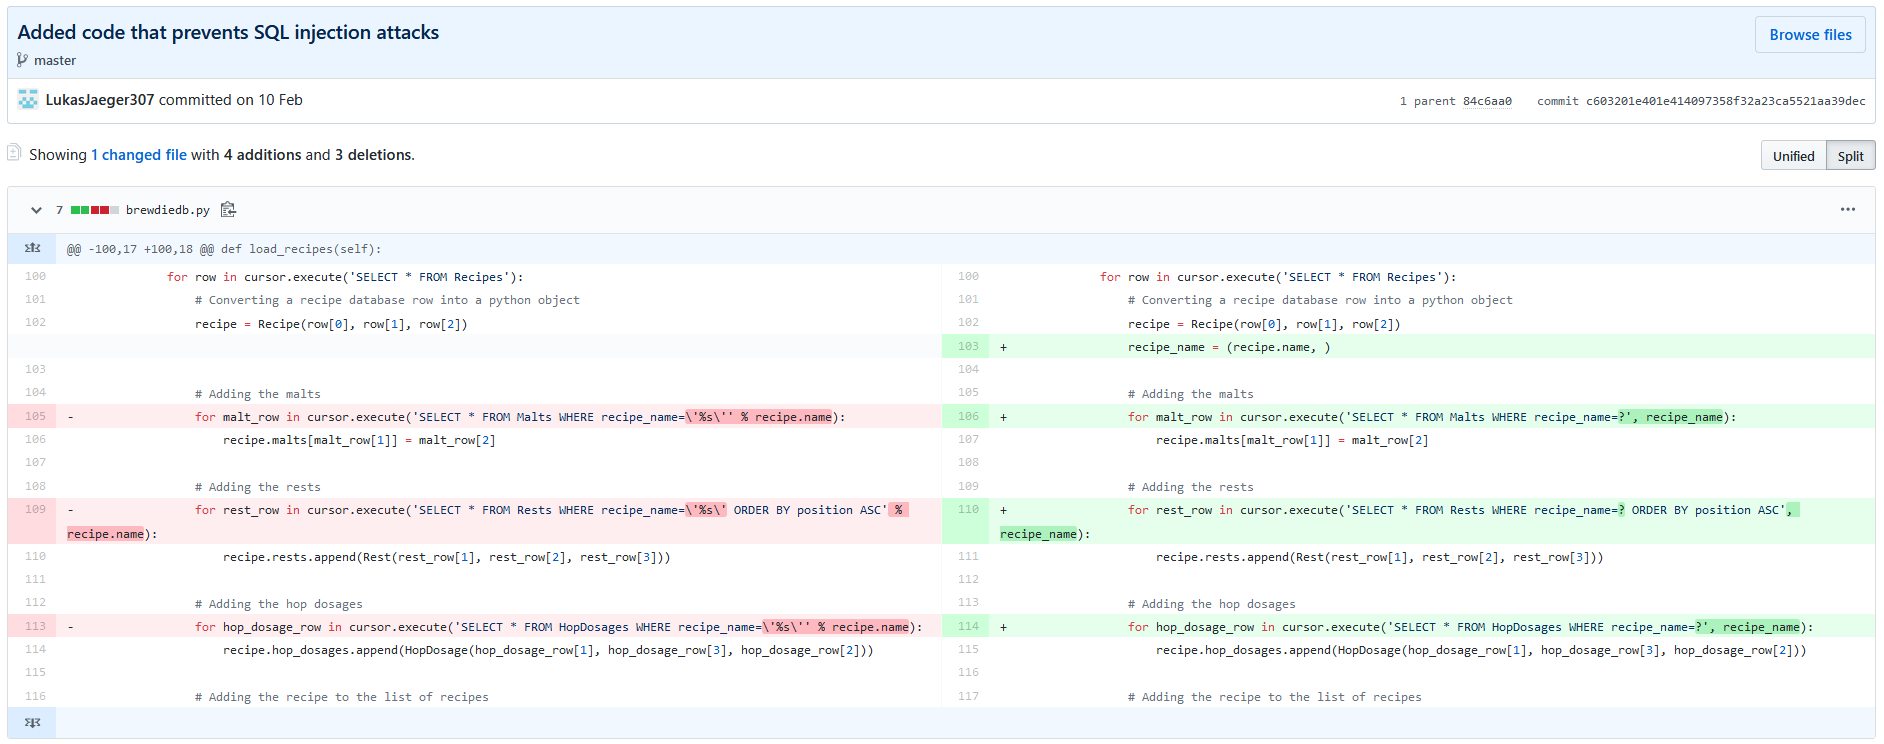 Added code that prevents SQL injection attacks
Browse files
master
LukasJaeger307 committed on 10 Feb
1 parent 84c6aa0 commit c603201e401e414097358f32a23ca5521aa39dec
Showing 1 changed file with 4 additions and 3 deletions.
Unified Split
7 brewdiedb.py
@@ -100,17 +100,18 @@ def load_recipes(self):
100 for row in cursor.execute('SELECT * FROM Recipes'):
101 # Converting a recipe database row into a python object
102 recipe = Recipe(row[0], row[1], row[2])
103
104 # Adding the malts
105 - for malt_row in cursor.execute('SELECT * FROM Malts WHERE recipe_name=\'%s\'' % recipe.name):
106 recipe.malts[malt_row[1]] = malt_row[2]
107
108 # Adding the rests
109 - for rest_row in cursor.execute('SELECT * FROM Rests WHERE recipe_name=\'%s\' ORDER BY position ASC' %
recipe.name):
110 recipe.rests.append(Rest(rest_row[1], rest_row[2], rest_row[3]))
111
112 # Adding the hop dosages
113 - for hop_dosage_row in cursor.execute('SELECT * FROM HopDosages WHERE recipe_name=\'%s\'' % recipe.name):
114 recipe.hop_dosages.append(HopDosage(hop_dosage_row[1], hop_dosage_row[3], hop_dosage_row[2]))
115
116 # Adding the recipe to the list of recipes
100 for row in cursor.execute('SELECT * FROM Recipes'):
101 # Converting a recipe database row into a python object
102 recipe = Recipe(row[0], row[1], row[2])
103 + recipe_name = (recipe.name, )
104
105 # Adding the malts
106 + for malt_row in cursor.execute('SELECT * FROM Malts WHERE recipe_name=?', recipe_name):
107 recipe.malts[malt_row[1]] = malt_row[2]
108
109 # Adding the rests
110 + for rest_row in cursor.execute('SELECT * FROM Rests WHERE recipe_name=? ORDER BY position ASC',
recipe_name):
111 recipe.rests.append(Rest(rest_row[1], rest_row[2], rest_row[3]))
112
113 # Adding the hop dosages
114 + for hop_dosage_row in cursor.execute('SELECT * FROM HopDosages WHERE recipe_name=?', recipe_name):
115 recipe.hop_dosages.append(HopDosage(hop_dosage_row[1], hop_dosage_row[3], hop_dosage_row[2]))
116
117 # Adding the recipe to the list of recipes